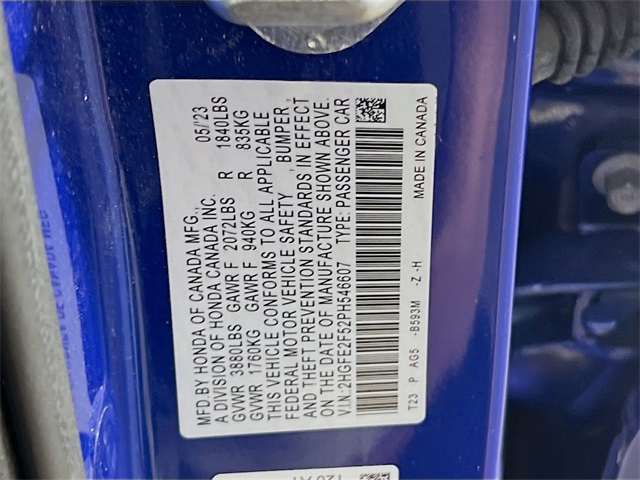 MFD.BY HONDA OF CANADA MFG., 05/'23
A DIVISION OF HONDA CANADA INC.
GVWR 3880LBS GAWR F 2072LBS R 1840LBS
GVWR 1760KG GAWR F 940KG R 835KG
THIS VEHICLE CONFORMS TO ALL APPLICABLE
FEDERAL MOTOR VEHICLE SAFETY , BUMPER ,
AND THEFT PREVENTION STANDARDS IN EFFECT
ON THE DATE OF MANUFACTURE SHOWN ABOVE.
V.I.N.:2HGFE2F52PH546607 TYPE: PASSENGER CAR
T23 P AG5 -B593M -Z -H MADE IN CANADA